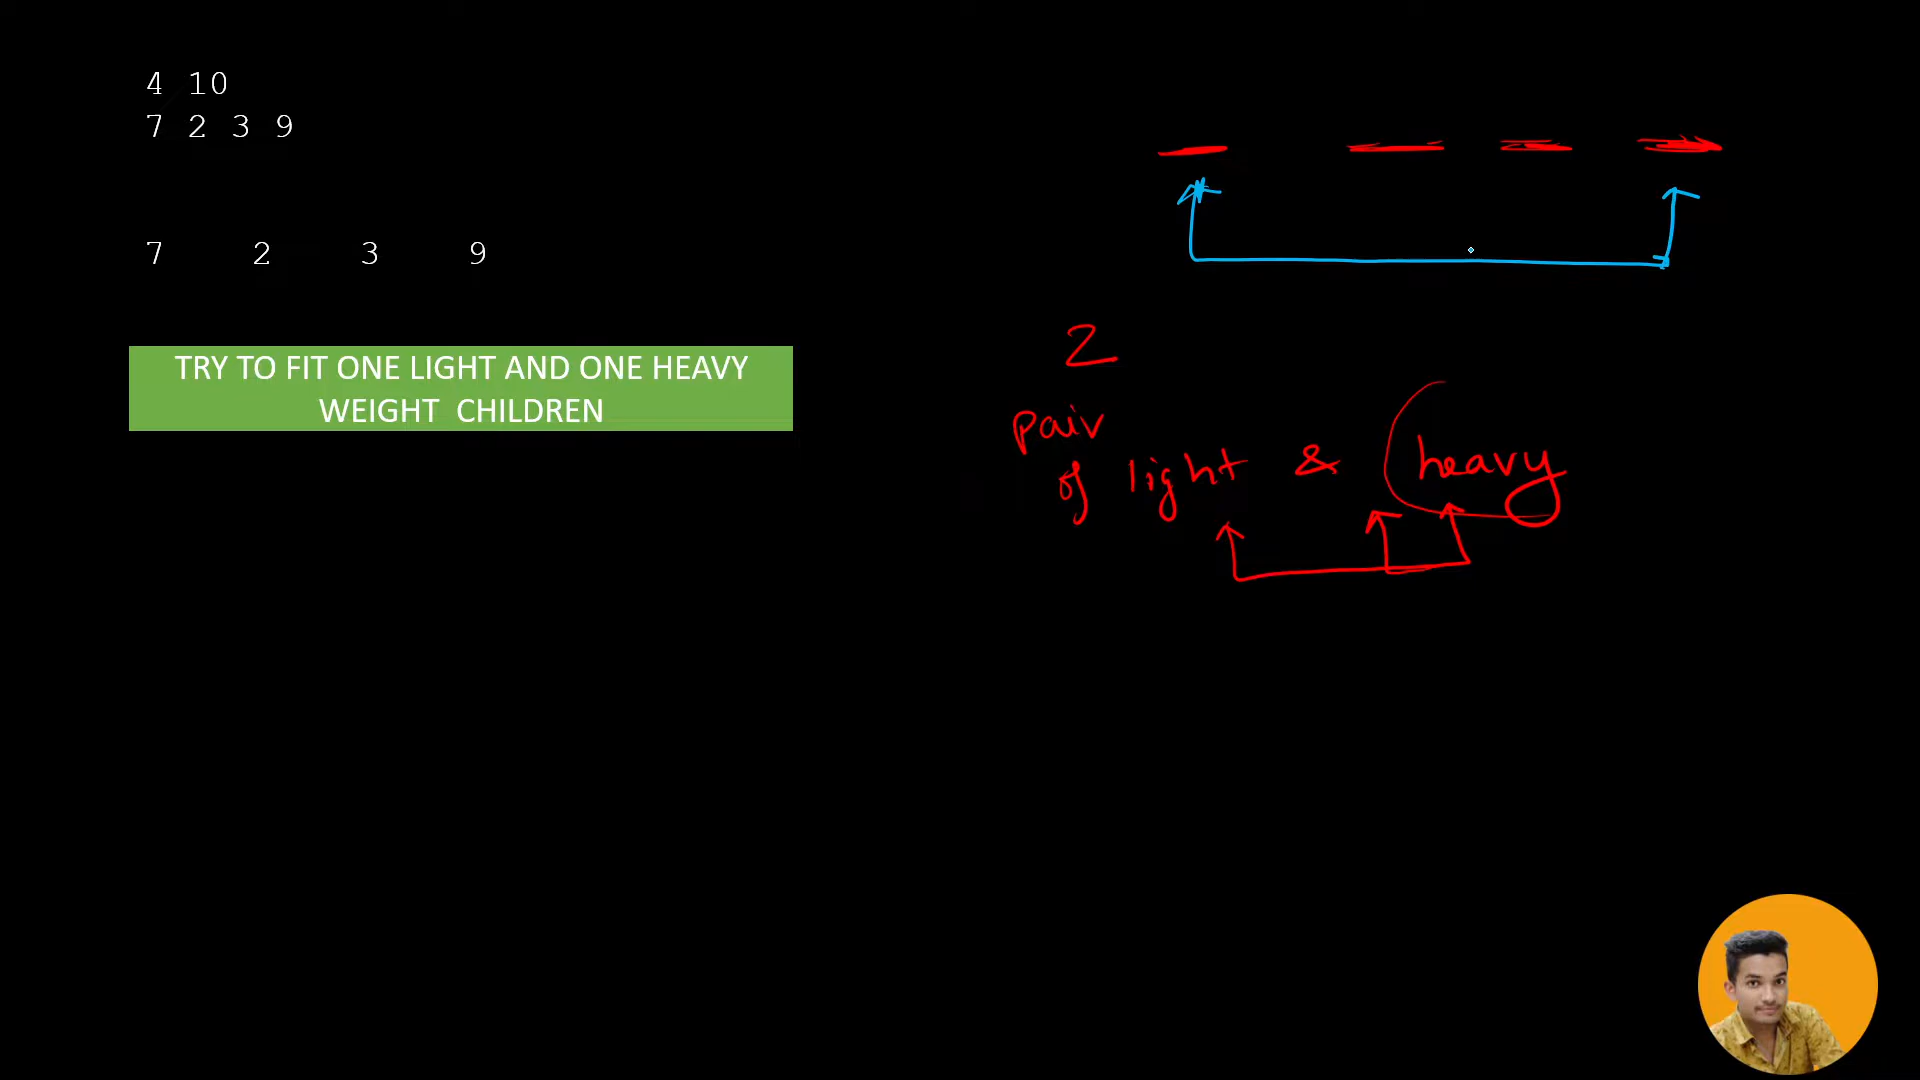 4 10
7 2 3 9
7 2 3 9
TRY TO FIT ONE LIGHT AND ONE HEAVY
WEIGHT CHILDREN
2
pair
of light & heavy